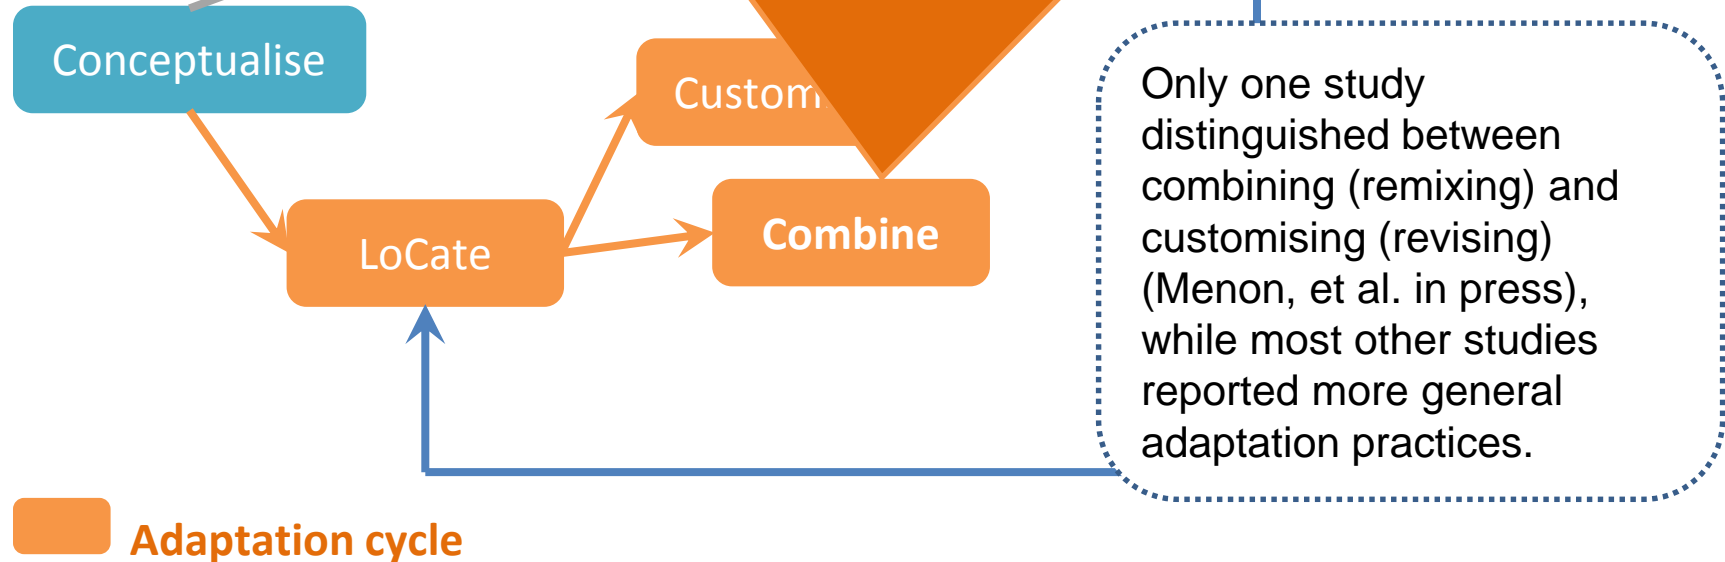 Conceptualise
Custom
LoCate
Combine
Only one study
distinguished between
combining (remixing) and
customising (revising)
(Menon, et al. in press),
while most other studies
reported more general
adaptation practices.
Adaptation cycle